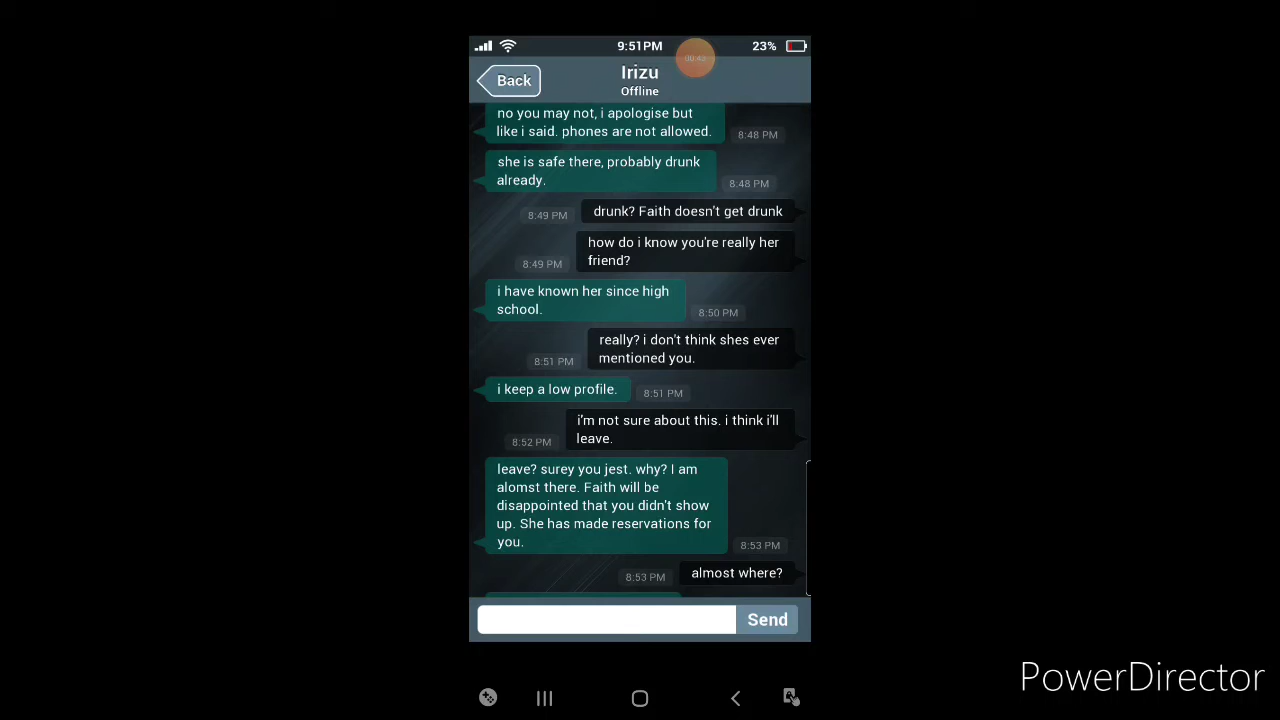 9:51PM
00:43
23%
Back
Irizu
Offline
no you may not, i apologise but
like i said. phones are not allowed.
8:48 PM
she is safe there, probably drunk
already.
8:48 PM
drunk? Faith doesn't get drunk
8:49 PM
how do i know you're really her
friend?
8:49 PM
i have known her since high
school.
8:50 PM
really? i don't think shes ever
mentioned you.
8:51 PM
i keep a low profile.
8:51 PM
i'm not sure about this. i think i'll
leave.
8:52 PM
leave? surey you jest. why? I am
alomst there. Faith will be
disappointed that you didn't show
up. She has made reservations for
you.
8:53 PM
almost where?
8:53 PM
Send
PowerDirector